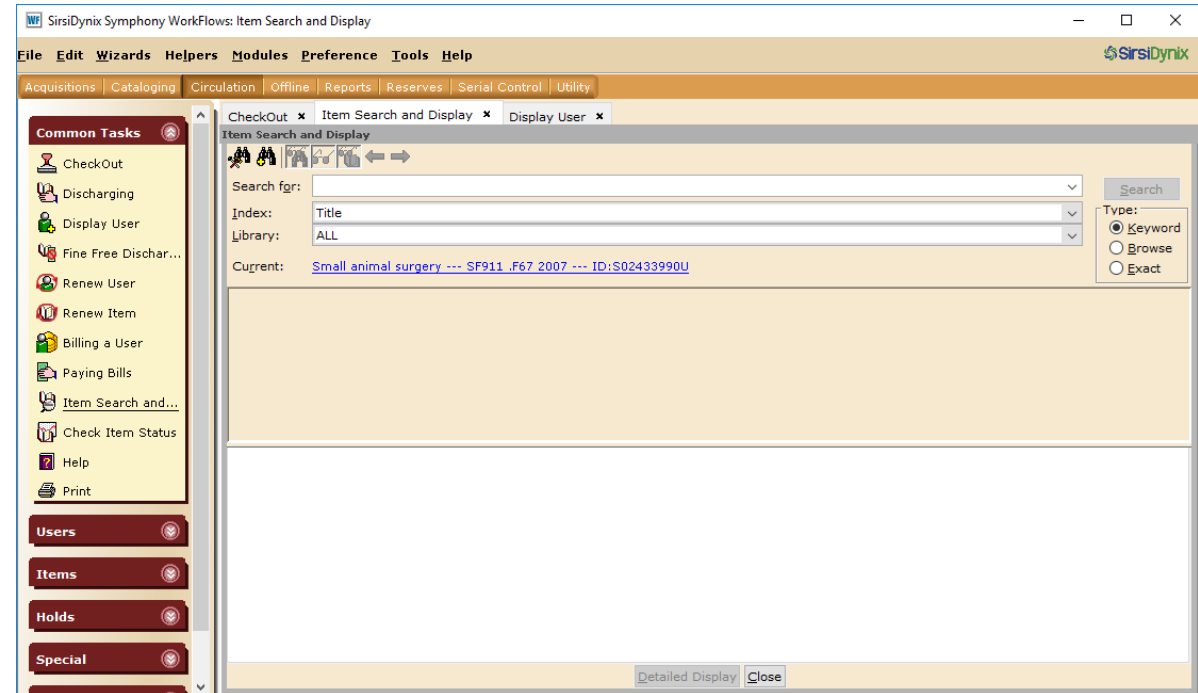 WF SirsiDynix Symphony WorkFlows: Item Search and Display
File Edit Wizards Helpers Modules Preference Tools Help
SirsiDynix
Acquisitions Cataloging Circulation Offline Reports Reserves Serial Control Utility
Common Tasks
CheckOut
Discharging
Display User
Fine Free Dischar...
Renew User
Renew Item
Billing a User
Paying Bills
Item Search and...
Check Item Status
Help
Print
Users
Items
Holds
Special
CheckOut Item Search and Display Display User
Item Search and Display
Search for: Search
Index: Title
Library: ALL
Current: Small animal surgery --- SF911 .F67 2007 --- ID:S02433990U
Type:
Keyword
Browse
Exact
Detailed Display Close